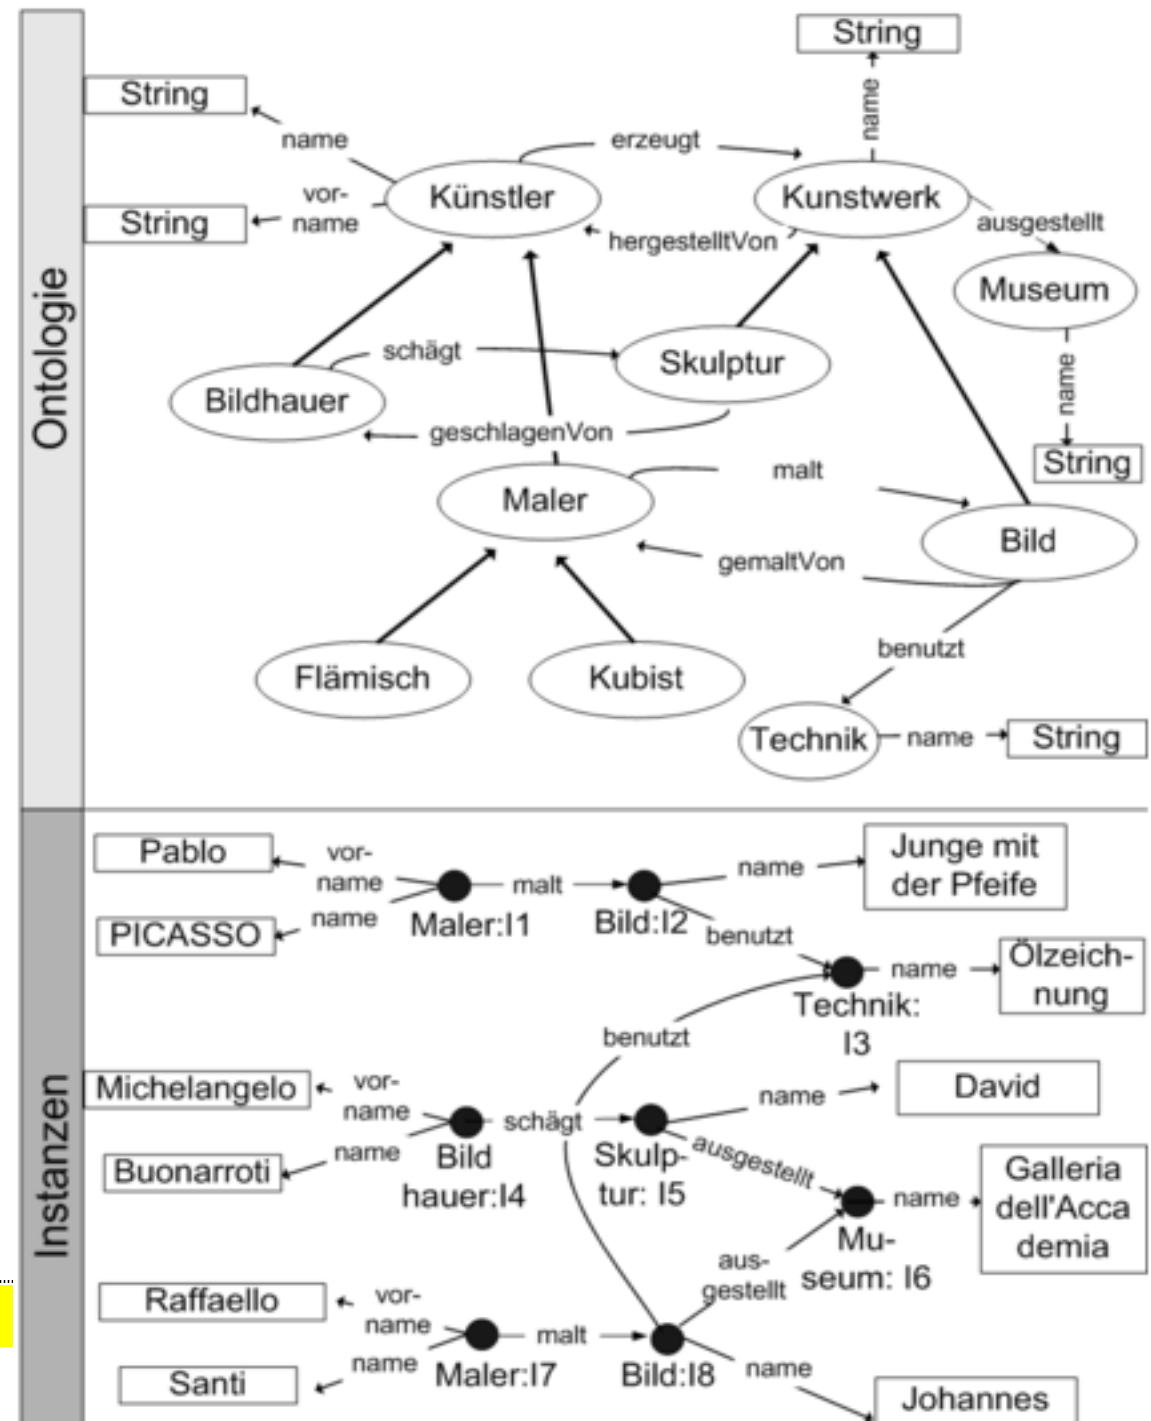 Ontologie
String
String
name
erzeugt
name
Künstler
Kunstwerk
vor-
name
String
hergestelltVon
ausgestellt
Museum
schägt
Skulptur
Bildhauer
name
geschlagenVon
String
malt
Maler
Bild
gemaltVon
benutzt
Flämisch
Kubist
Technik
name
String
Instanzen
Pablo
vor-
name
PICASSO
name
malt
Maler:I1
Bild:I2
name
Junge mit
der Pfeife
benutzt
name
Ölzeich-
nung
Technik:
I3
benutzt
Michelangelo
vor-
name
Buonarroti
name
schägt
Bild
hauer:I4
Skulp-
tur: I5
name
David
ausgestellt
name
Galleria
dell'Acca
demia
Mu-
seum: I6
aus-
gestellt
Raffaello
vor-
name
Santi
name
malt
Maler:I7
Bild:I8
name
Johannes